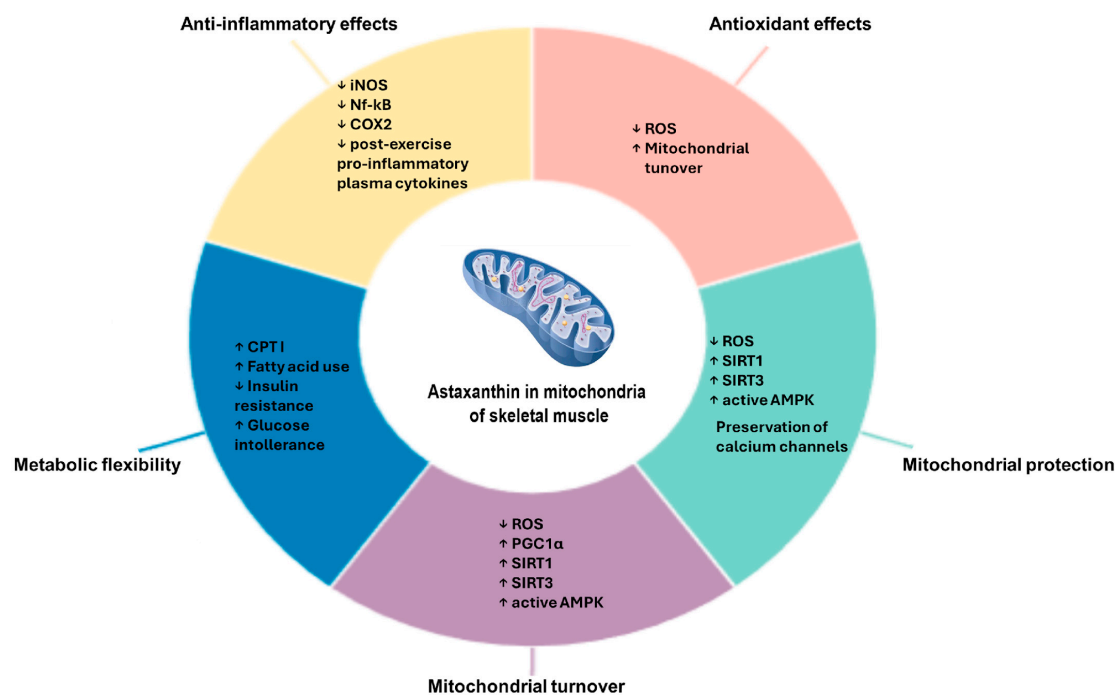 Anti-inflammatory effects
Antioxidant effects
↓ iNOS
↓ Nf-kB
↓ COX2
↓ post-exercise
pro-inflammatory
plasma cytokines
↓ ROS
↑ Mitochondrial
tunover
↑ CPT I
↑ Fatty acid use
↓ Insulin
resistance
↑ Glucose
intollerance
Astaxanthin in mitochondria
of skeletal muscle
↓ ROS
↑ SIRT1
↑ SIRT3
↑ active AMPK
Preservation of
calcium channels
Metabolic flexibility
Mitochondrial protection
↓ ROS
↑ PGC1α
↑ SIRT1
↑ SIRT3
↑ active AMPK
Mitochondrial turnover